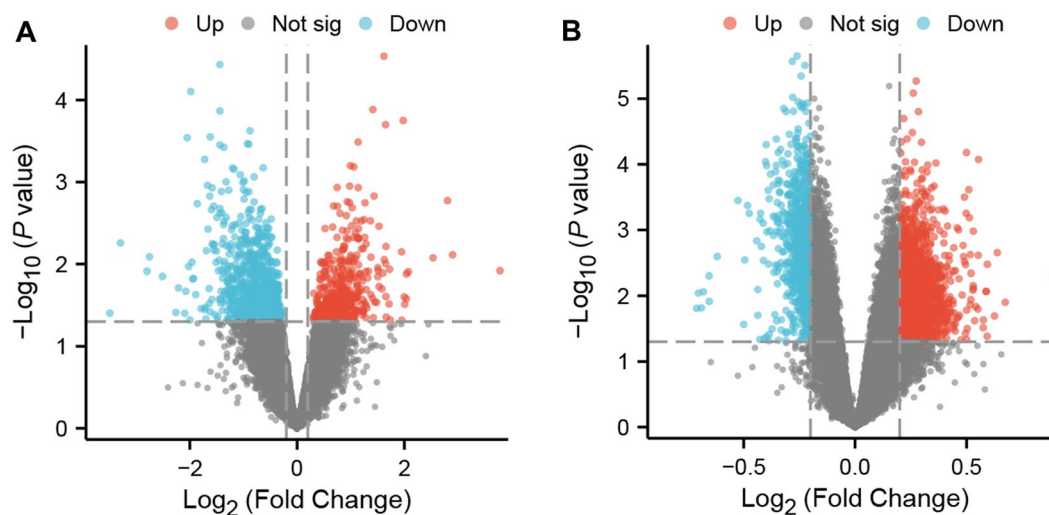 A
Up Not sig Down
−Log10 (P value)
4
3
2
1
0
−2 0 2
Log2 (Fold Change)
B
Up Not sig Down
−Log10 (P value)
5
4
3
2
1
0
−0.5 0.0 0.5
Log2 (Fold Change)